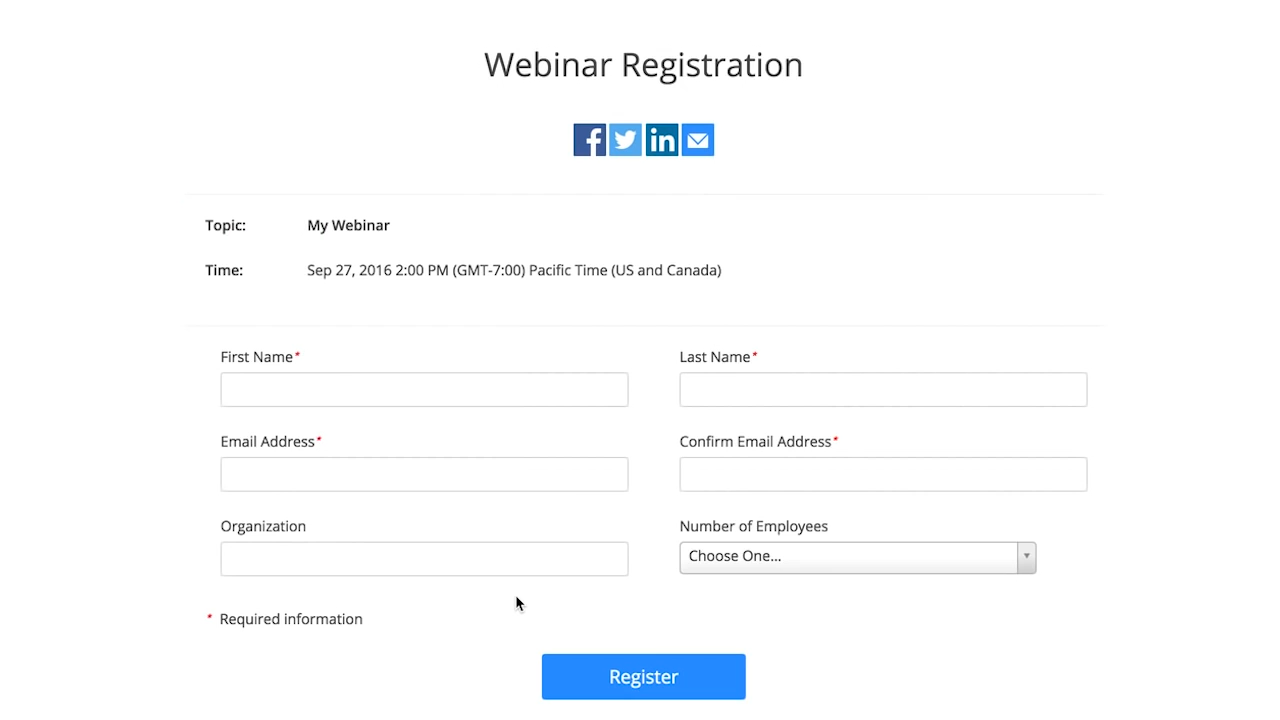 Webinar Registration
Topic: My Webinar
Time: Sep 27, 2016 2:00 PM (GMT-7:00) Pacific Time (US and Canada)
First Name* Last Name*
Email Address* Confirm Email Address*
Organization Number of Employees
Choose One...
* Required information
Register